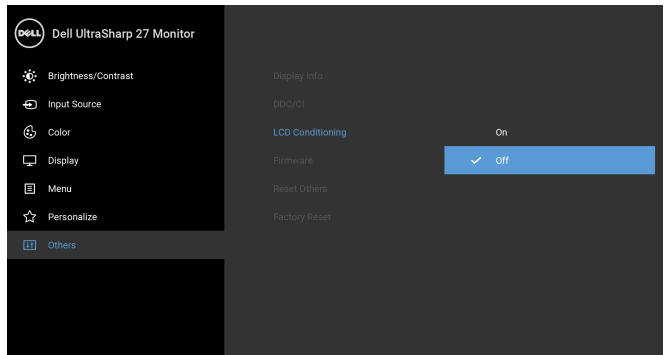 DELL
Dell UltraSharp 27 Monitor
Brightness/Contrast
Input Source
Color
Display
Menu
Personalize
Others
Display Info
DDC/CI
LCD Conditioning
Firmware
Reset Others
Factory Reset
On
Off